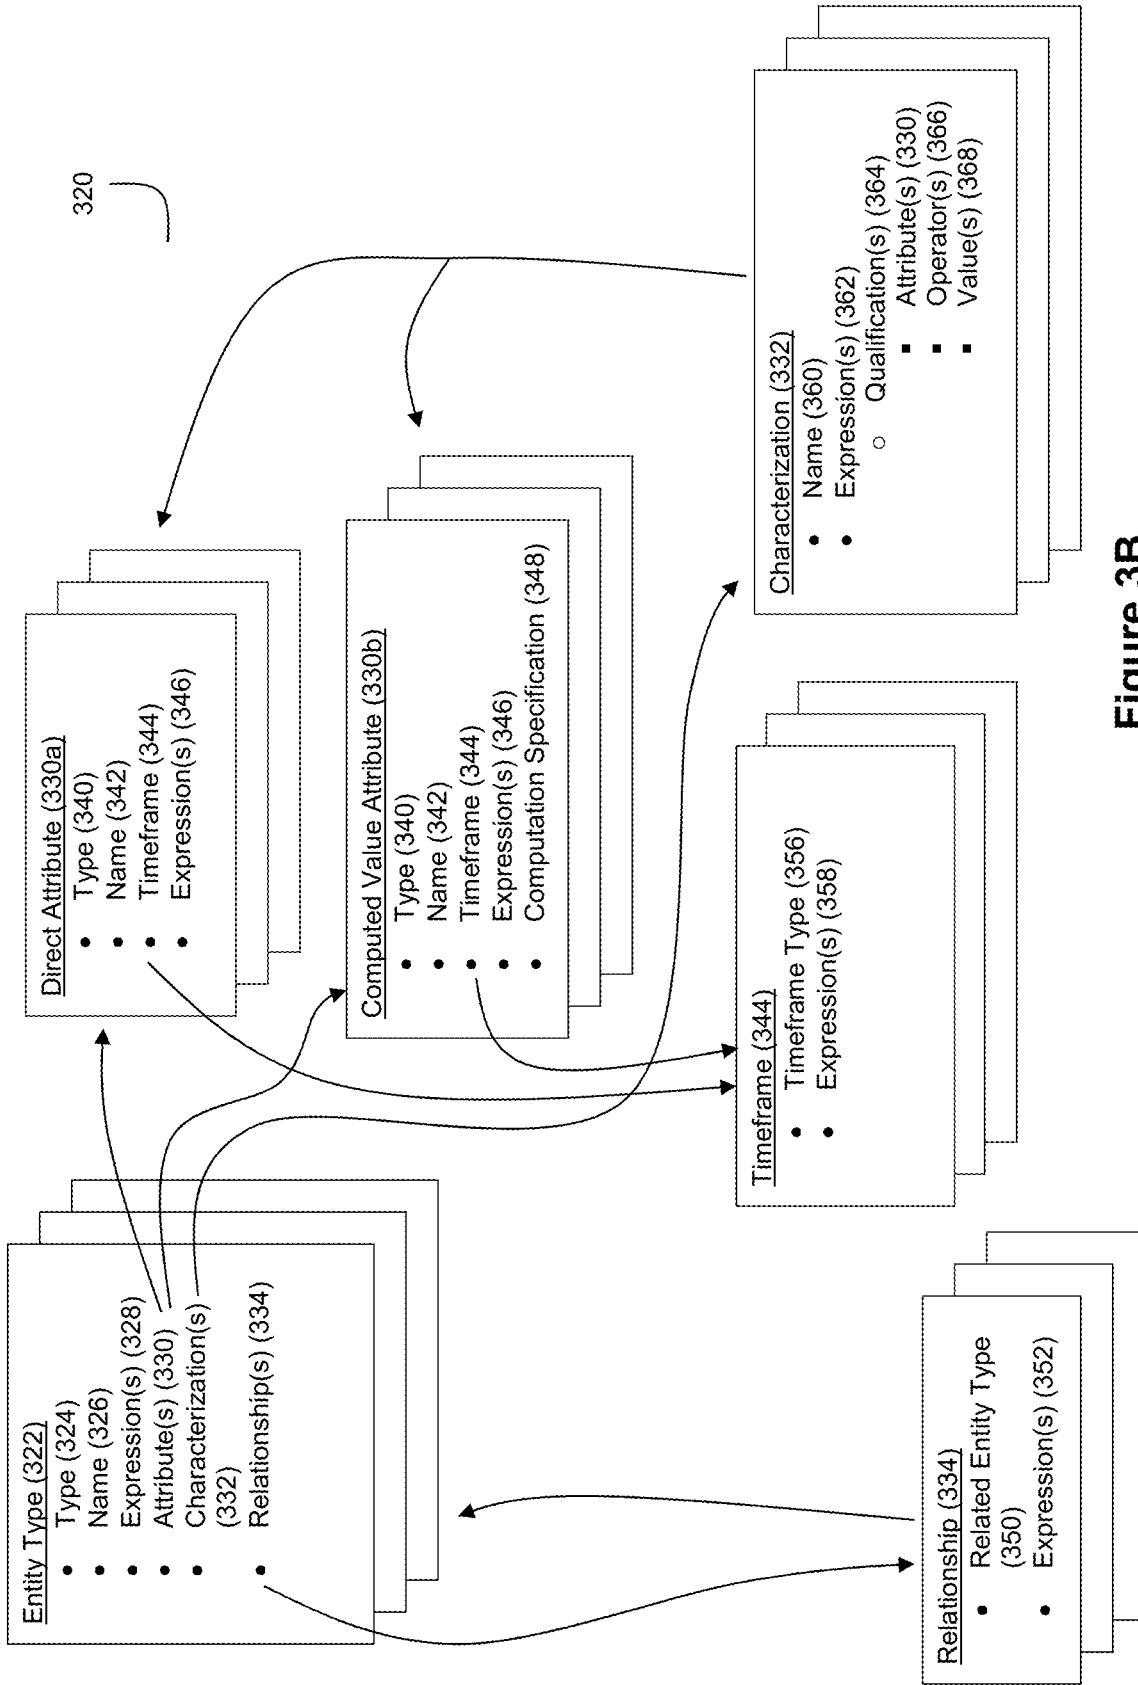 320
Entity Type (322)
• Type (324)
• Name (326)
• Expression(s) (328)
• Attribute(s) (330)
• Characterization(s)
(332)
• Relationship(s) (334)
Direct Attribute (330a)
• Type (340)
• Name (342)
• Timeframe (344)
• Expression(s) (346)
Computed Value Attribute (330b)
• Type (340)
• Name (342)
• Timeframe (344)
• Expression(s) (346)
• Computation Specification (348)
Relationship (334)
• Related Entity Type
(350)
• Expression(s) (352)
Timeframe (344)
• Timeframe Type (356)
• Expression(s) (358)
Characterization (332)
• Name (360)
• Expression(s) (362)
○ Qualification(s) (364)
▪ Attribute(s) (330)
▪ Operator(s) (366)
▪ Value(s) (368)
Figure 3B